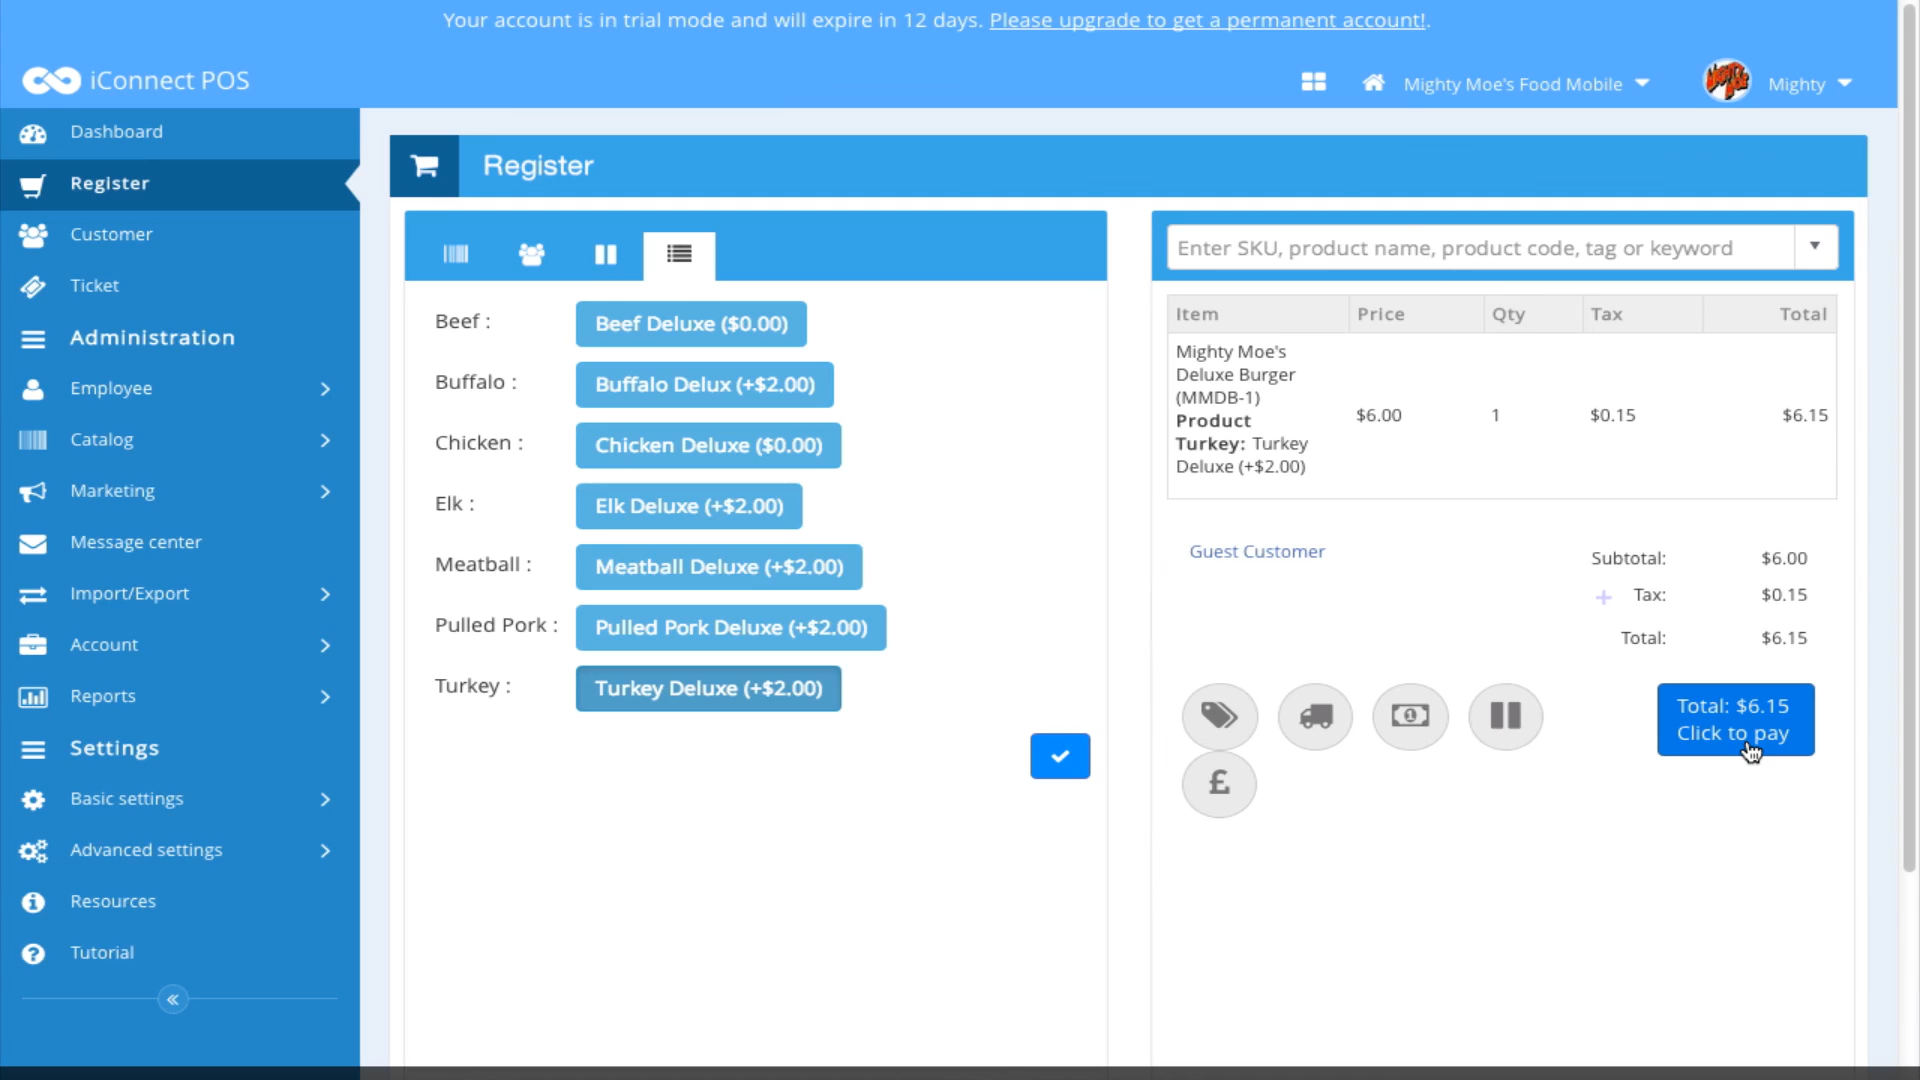 Your account is in trial mode and will expire in 12 days. Please upgrade to get a permanent account!.
iConnect POS
Mighty Moe's Food Mobile
Mighty
Dashboard
Register
Customer
Ticket
Administration
Employee
Catalog
Marketing
Message center
Import/Export
Account
Reports
Settings
Basic settings
Advanced settings
Resources
Tutorial
Register
Beef :
Beef Deluxe ($0.00)
Buffalo :
Buffalo Delux (+$2.00)
Chicken :
Chicken Deluxe ($0.00)
Elk :
Elk Deluxe (+$2.00)
Meatball :
Meatball Deluxe (+$2.00)
Pulled Pork :
Pulled Pork Deluxe (+$2.00)
Turkey :
Turkey Deluxe (+$2.00)
Enter SKU, product name, product code, tag or keyword
Item Price Qty Tax Total
Mighty Moe's
Deluxe Burger
(MMDB-1)
Product
Turkey: Turkey
Deluxe (+$2.00)
$6.00 1 $0.15 $6.15
Guest Customer
Subtotal: $6.00
+ Tax: $0.15
Total: $6.15
£
Total: $6.15
Click to pay